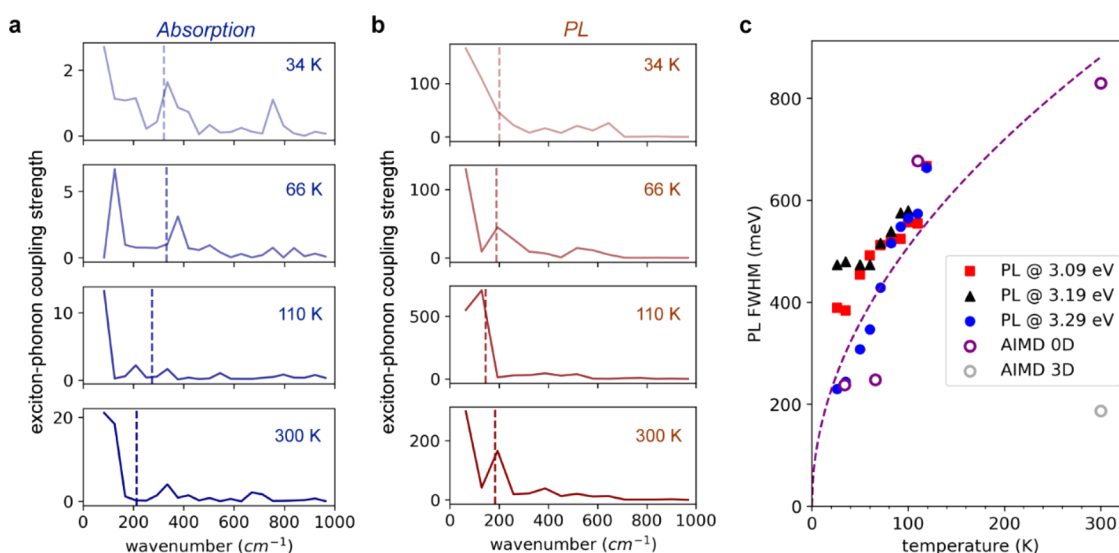 a
Absorption
exciton-phonon coupling strength
34 K
2
0
66 K
5
0
110 K
10
0
300 K
20
0
0 200 400 600 800 1000
wavenumber (cm⁻¹)
b
PL
exciton-phonon coupling strength
34 K
100
0
66 K
100
0
110 K
500
0
300 K
200
0
0 200 400 600 800 1000
wavenumber (cm⁻¹)
c
PL FWHM (meV)
800
600
400
200
0
PL @ 3.09 eV
PL @ 3.19 eV
PL @ 3.29 eV
AIMD 0D
AIMD 3D
0 100 200 300
temperature (K)